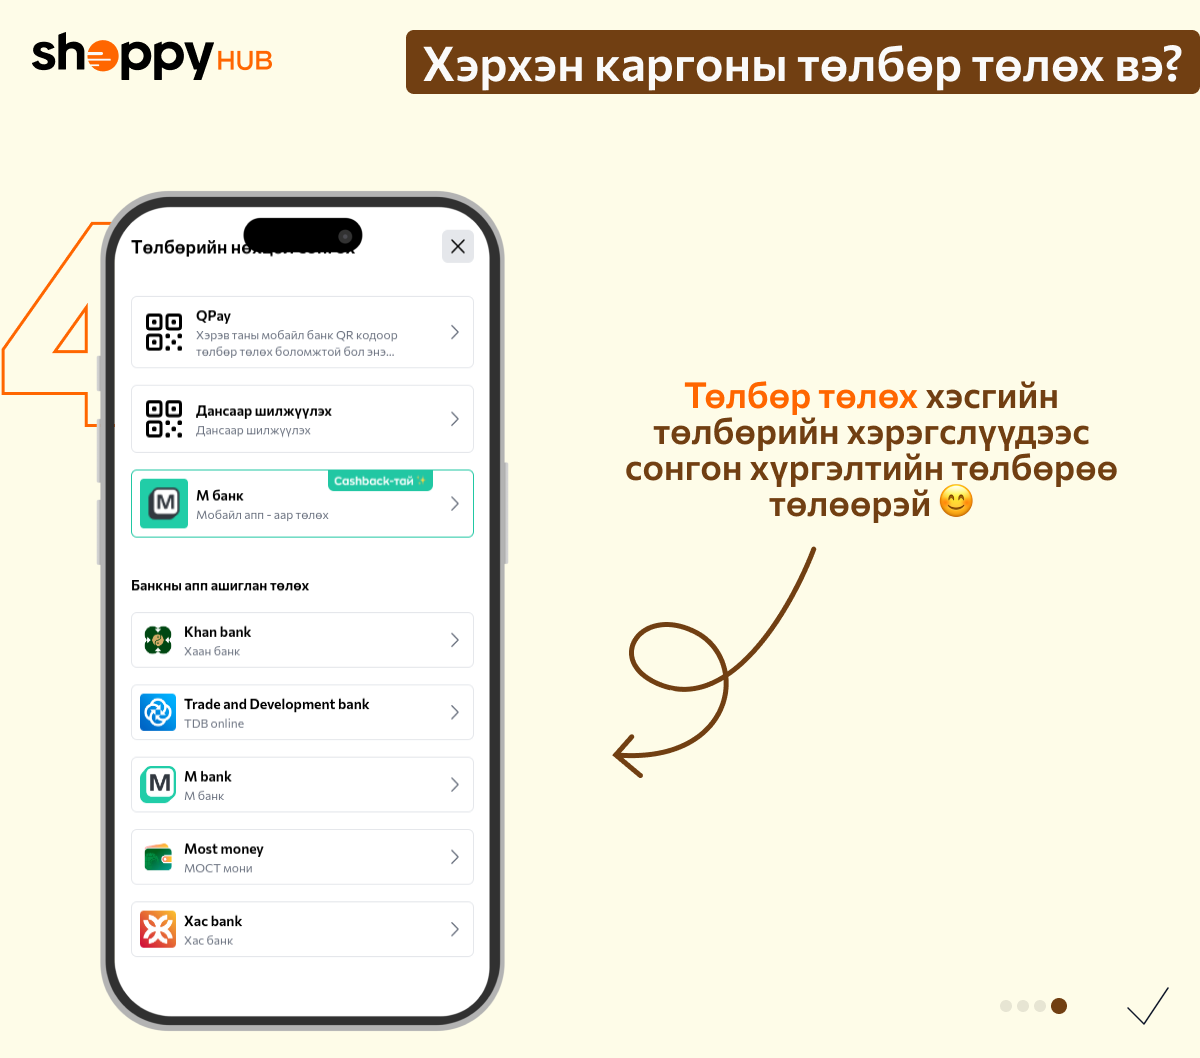 shoppy HUB
Хэрхэн каргоны төлбөр төлөх вэ?
4
Төлбөрийн
QPay
Хэрэв таны мобайл банк QR кодоор
төлбөр төлөх боломжтой бол энэ...
Дансаар шилжүүлэх
Дансаар шилжүүлэх
Cashback-тай
M
М банк
Мобайл апп - аар төлөх
Банкны апп ашиглан төлөх
Khan bank
Хаан банк
Trade and Development bank
TDB online
M
M bank
М банк
Most money
МОСТ мони
Xac bank
Хас банк
Төлбөр төлөх хэсгийн
төлбөрийн хэрэгслүүдээс
сонгон хүргэлтийн төлбөрөө
төлөөрэй 😊